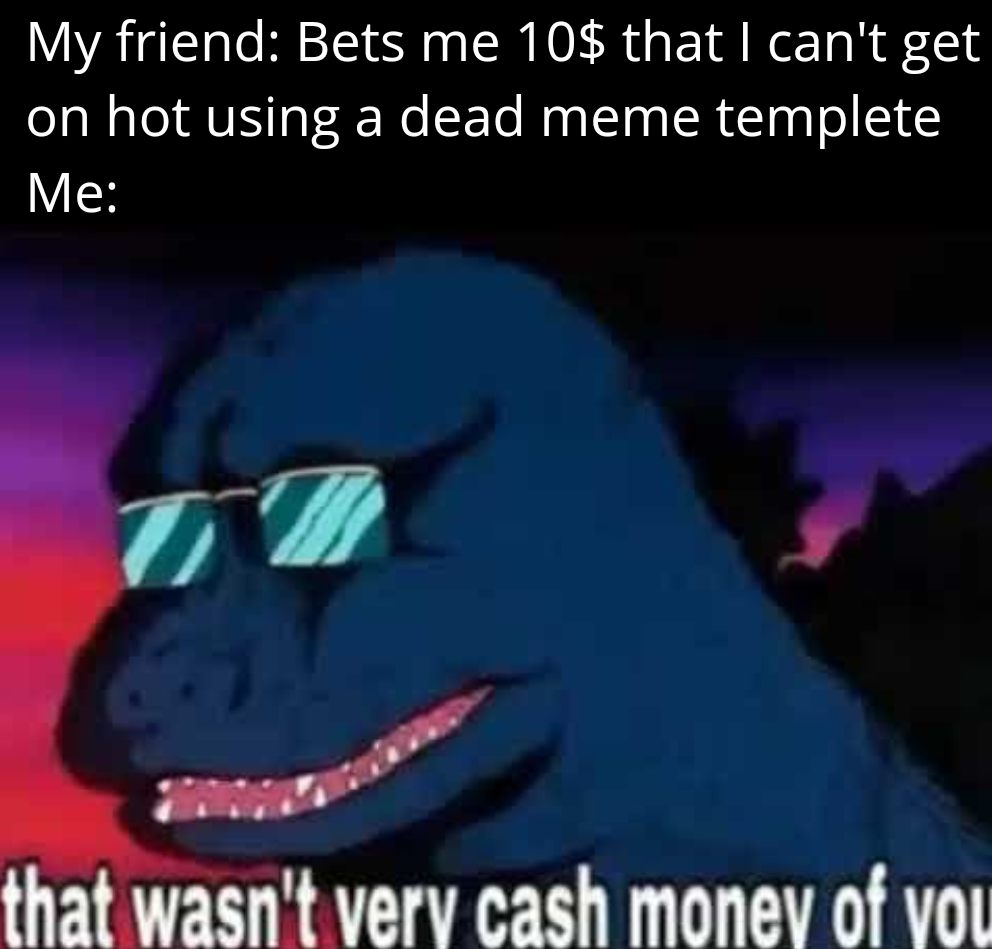 My friend: Bets me 10$ that I can't get
on hot using a dead meme templete
Me:
that wasn't very cash money of you